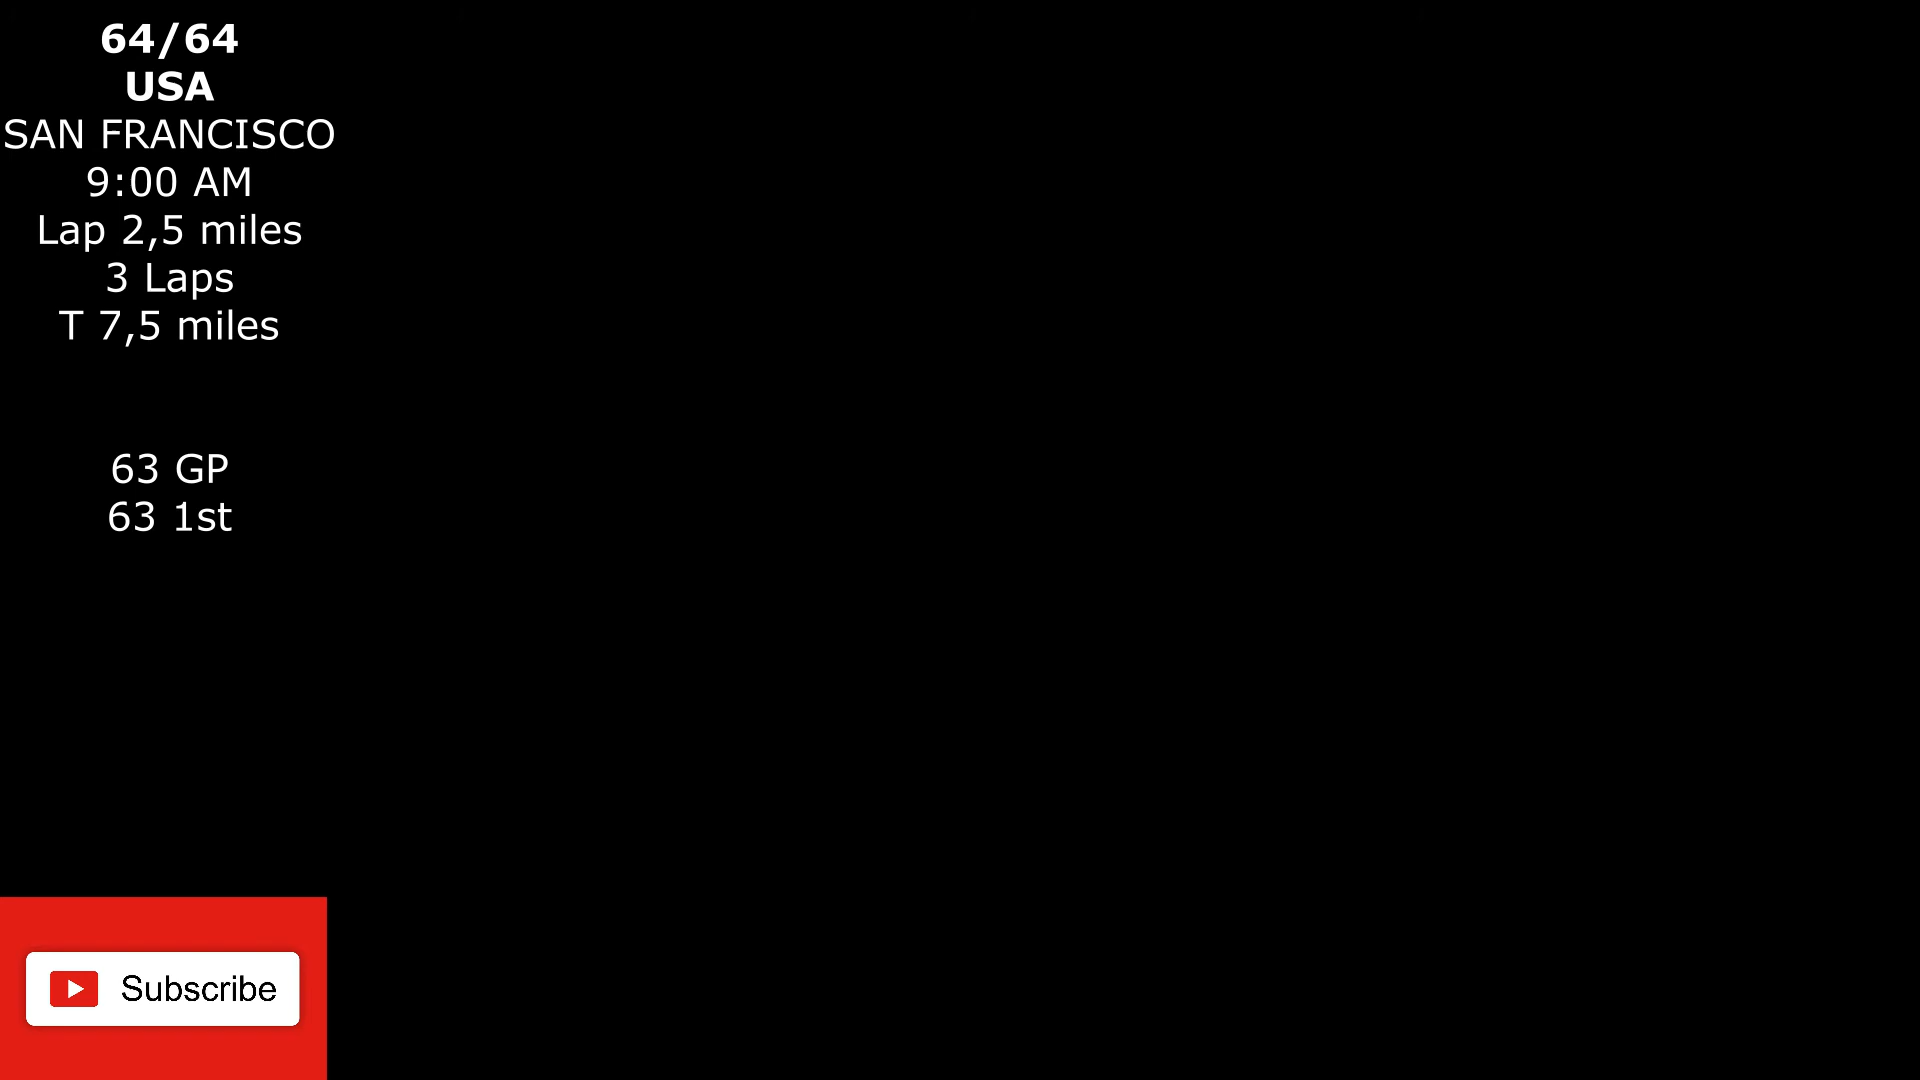 64/64
USA
SAN FRANCISCO
9:00 AM
Lap 2,5 miles
3 Laps
T 7,5 miles
63 GP
63 1st
Subscribe